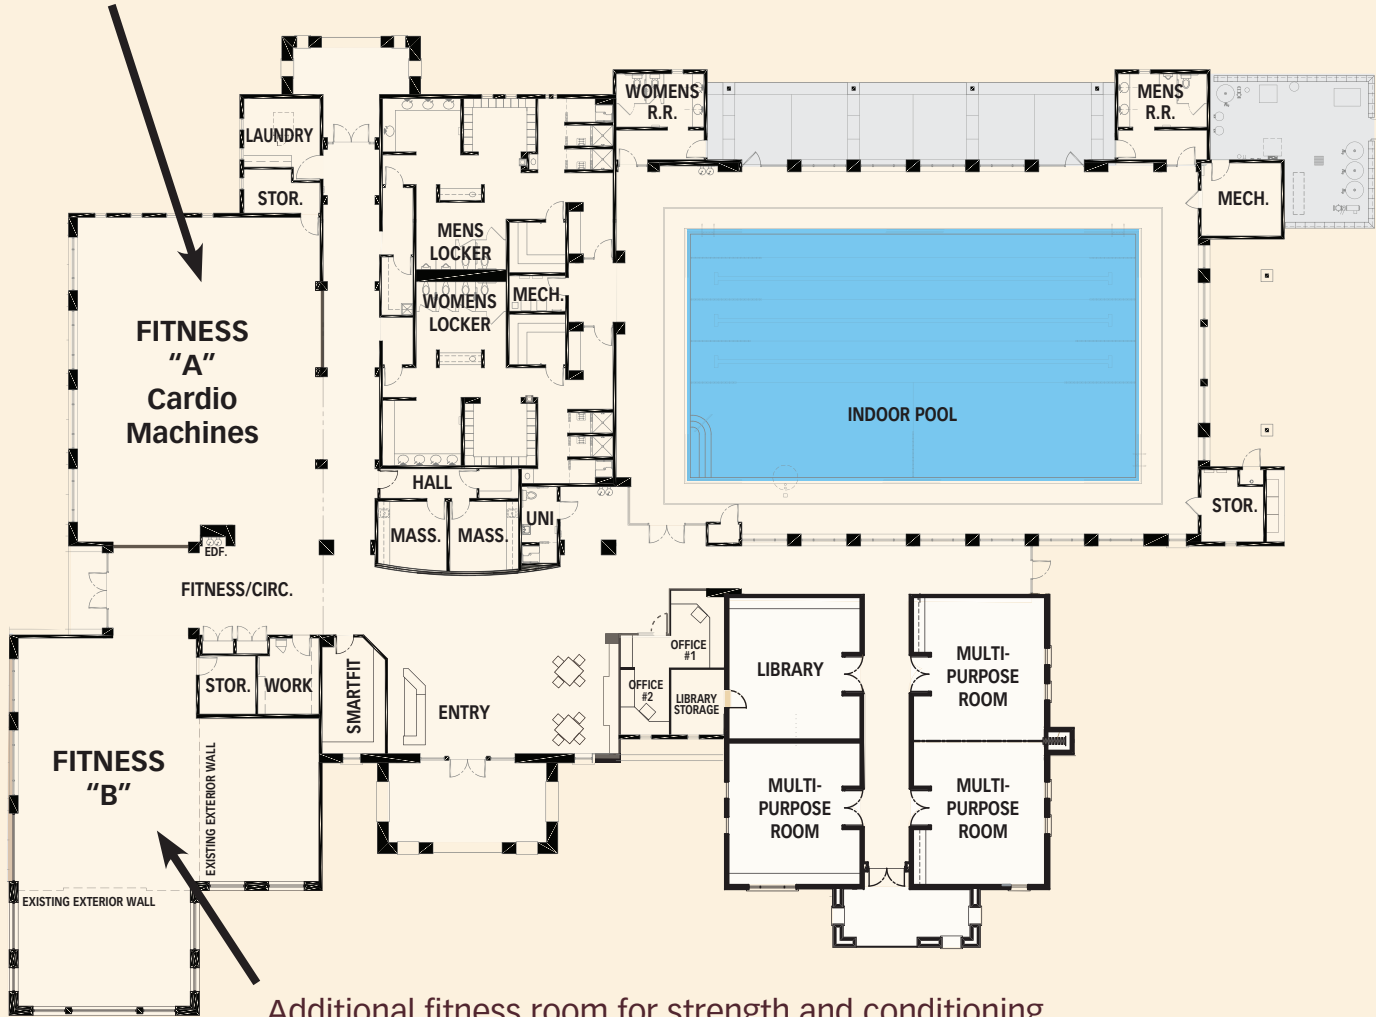 WOMENS
R.R.
MENS
R.R.
LAUNDRY
STOR.
MECH.
MENS
LOCKER
MECH.
WOMENS
LOCKER
FITNESS
“A”
Cardio
Machines
INDOOR POOL
HALL
STOR.
UNI
MASS.
MASS.
EDF.
FITNESS/CIRC.
OFFICE
#1
LIBRARY
MULTI-
PURPOSE
ROOM
STOR.
WORK
SMARTFIT
ENTRY
OFFICE
#2
LIBRARY
STORAGE
FITNESS
“B”
EXISTING EXTERIOR WALL
MULTI-
PURPOSE
ROOM
MULTI-
PURPOSE
ROOM
EXISTING EXTERIOR WALL
Additional fitness room for strength and conditioning